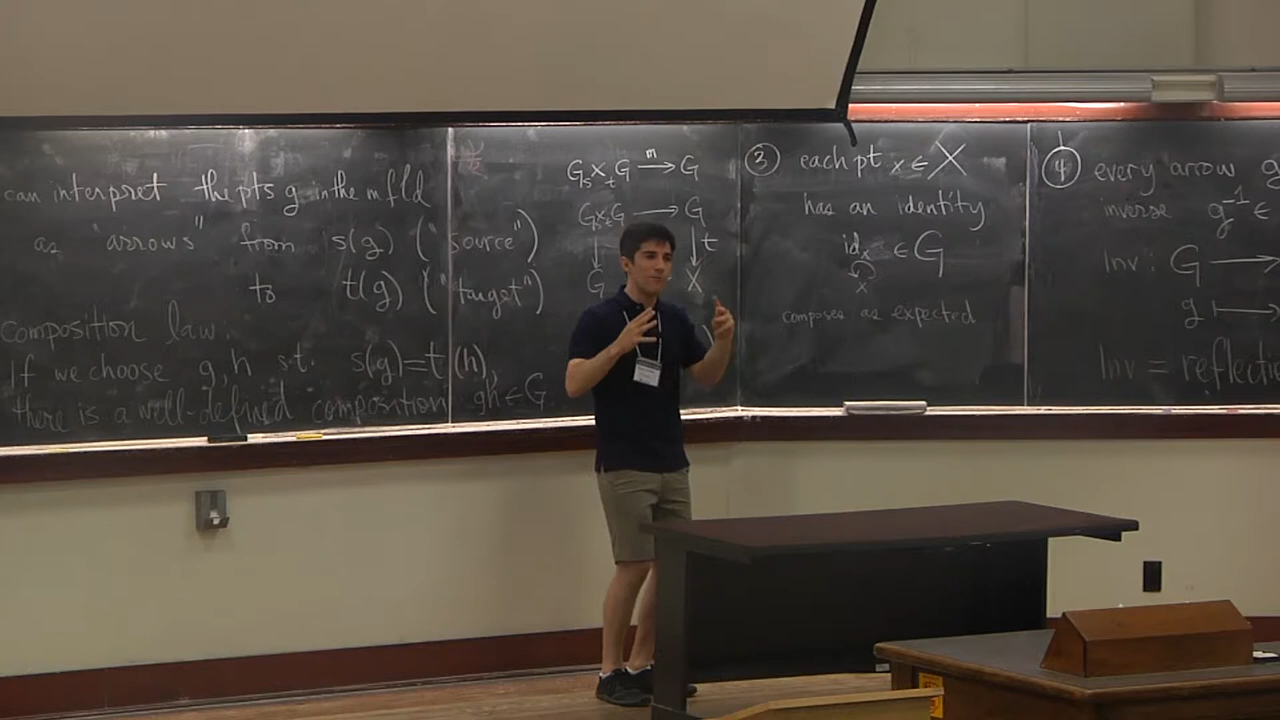 can interpret the pts g in the mfld
as "arrows" from s(g) ("source")
to t(g) ("target")
composition law:
If we choose g, h s.t. s(g)=t(h),
there is a well-defined composition gh ∈ G
G ₛ×ₜ G —m→ G
G ₛ×ₜ G → G
↓ ↓ t
G X
③ each pt x ∈ X
has an identity
idₓ ∈ G
x
composes as expected
④ every arrow g
inverse g⁻¹ ∈
Inv: G →
g ↦
Inv =